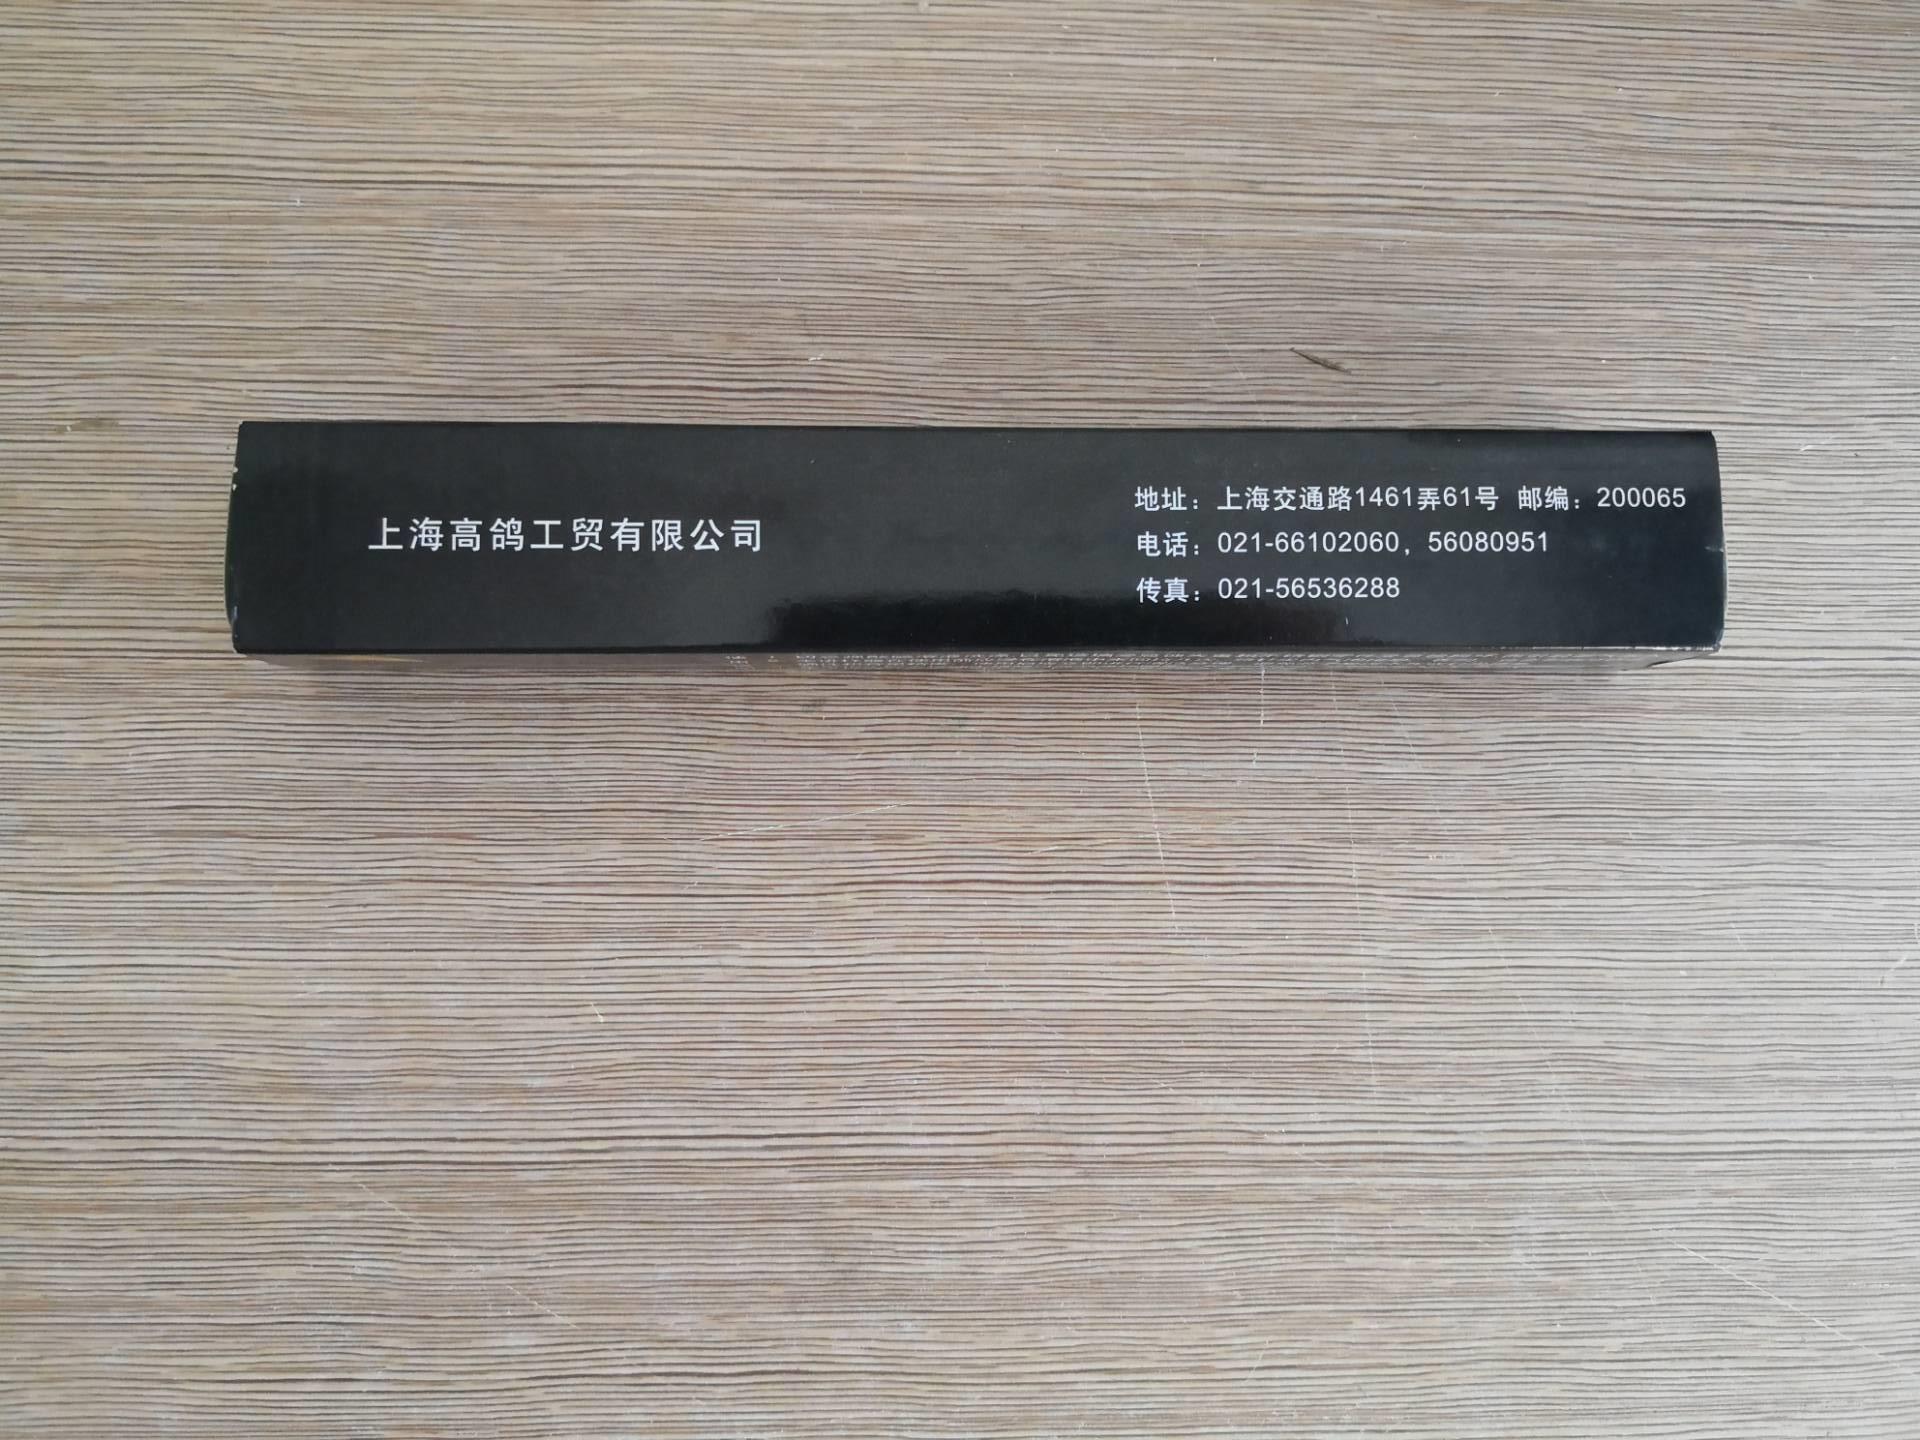 上海高鸽工贸有限公司
地址：上海交通路1461弄61号 邮编：200065
电话：021-66102060，56080951
传真：021-56536288